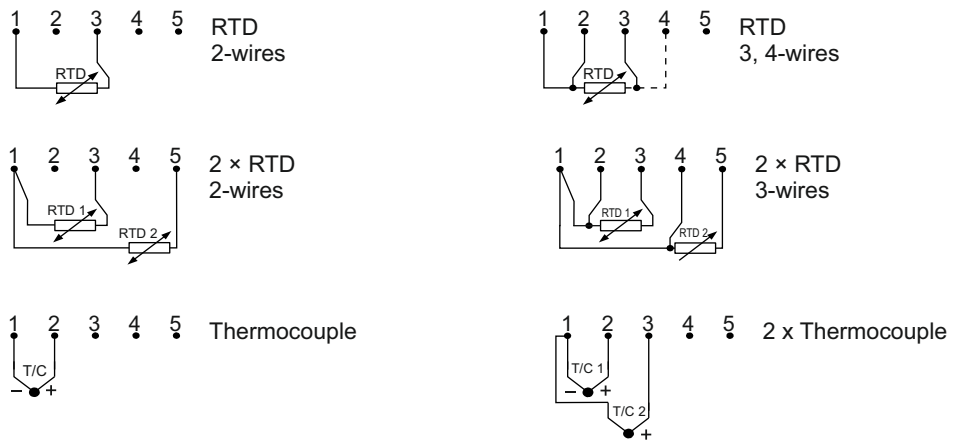 1 2 3 4 5 RTD
2-wires
RTD
1 2 3 4 5 RTD
3, 4-wires
RTD
1 2 3 4 5 2 × RTD
2-wires
RTD 1
RTD 2
1 2 3 4 5 2 × RTD
3-wires
RTD 1
RTD 2
1 2 3 4 5 Thermocouple
T/C
− +
1 2 3 4 5 2 x Thermocouple
T/C 1
− +
T/C 2
+